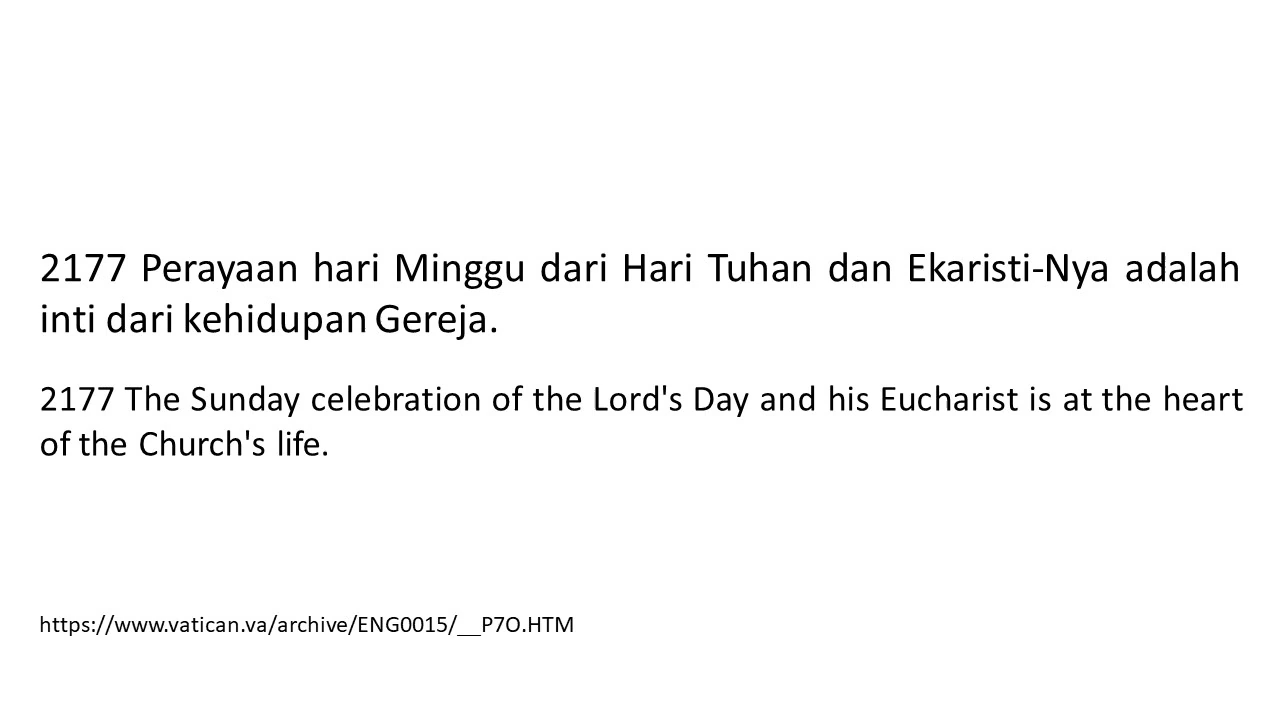 2177 Perayaan hari Minggu dari Hari Tuhan dan Ekaristi-Nya adalah
inti dari kehidupan Gereja.
2177 The Sunday celebration of the Lord's Day and his Eucharist is at the heart
of the Church's life.
https://www.vatican.va/archive/ENG0015/__P7O.HTM